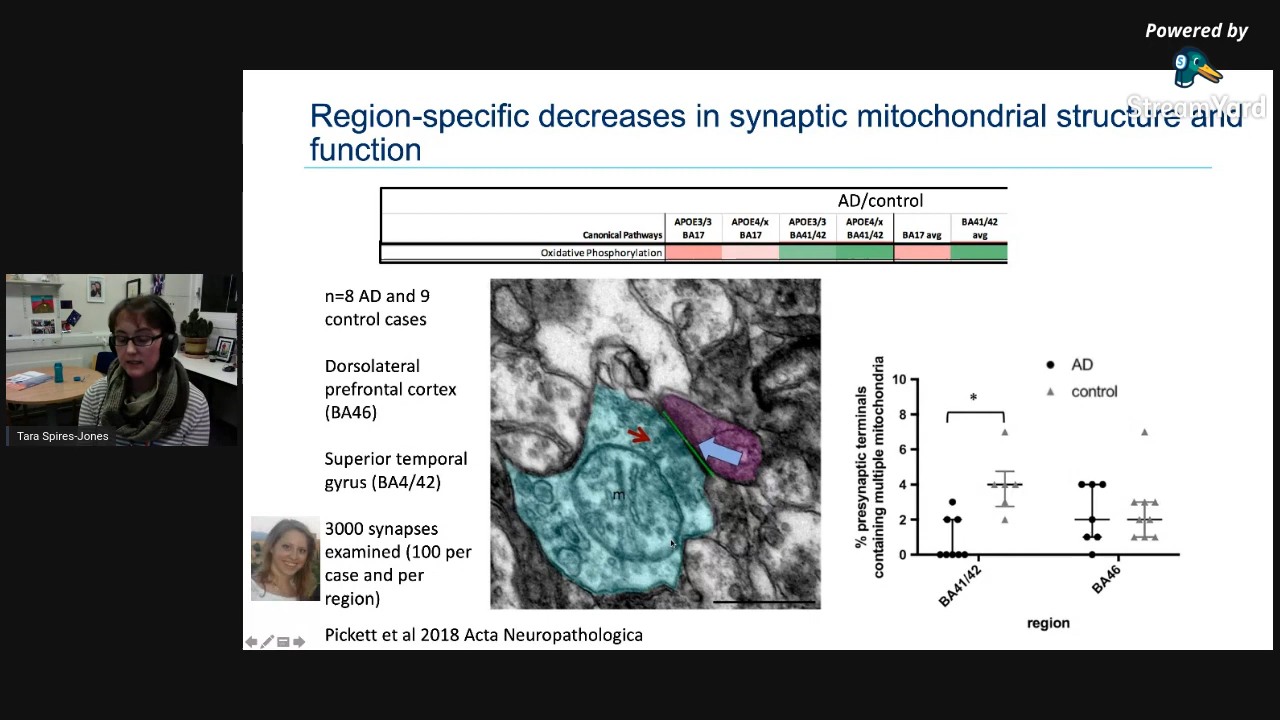 Powered by
StreamYard
Region-specific decreases in synaptic mitochondrial structure and
function
AD/control
Canonical Pathways
APOE3/3
BA17
APOE4/x
BA17
APOE3/3
BA41/42
APOE4/x
BA41/42
BA17 avg
BA41/42
avg
Oxidative Phosphorylation
n=8 AD and 9
control cases
Dorsolateral
prefrontal cortex
(BA46)
Superior temporal
gyrus (BA4/42)
3000 synapses
examined (100 per
case and per
region)
Pickett et al 2018 Acta Neuropathologica
m
AD
control
*
% presynaptic terminals
containing multiple mitochondria
10
8
6
4
2
0
BA41/42
BA46
region
Tara Spires-Jones